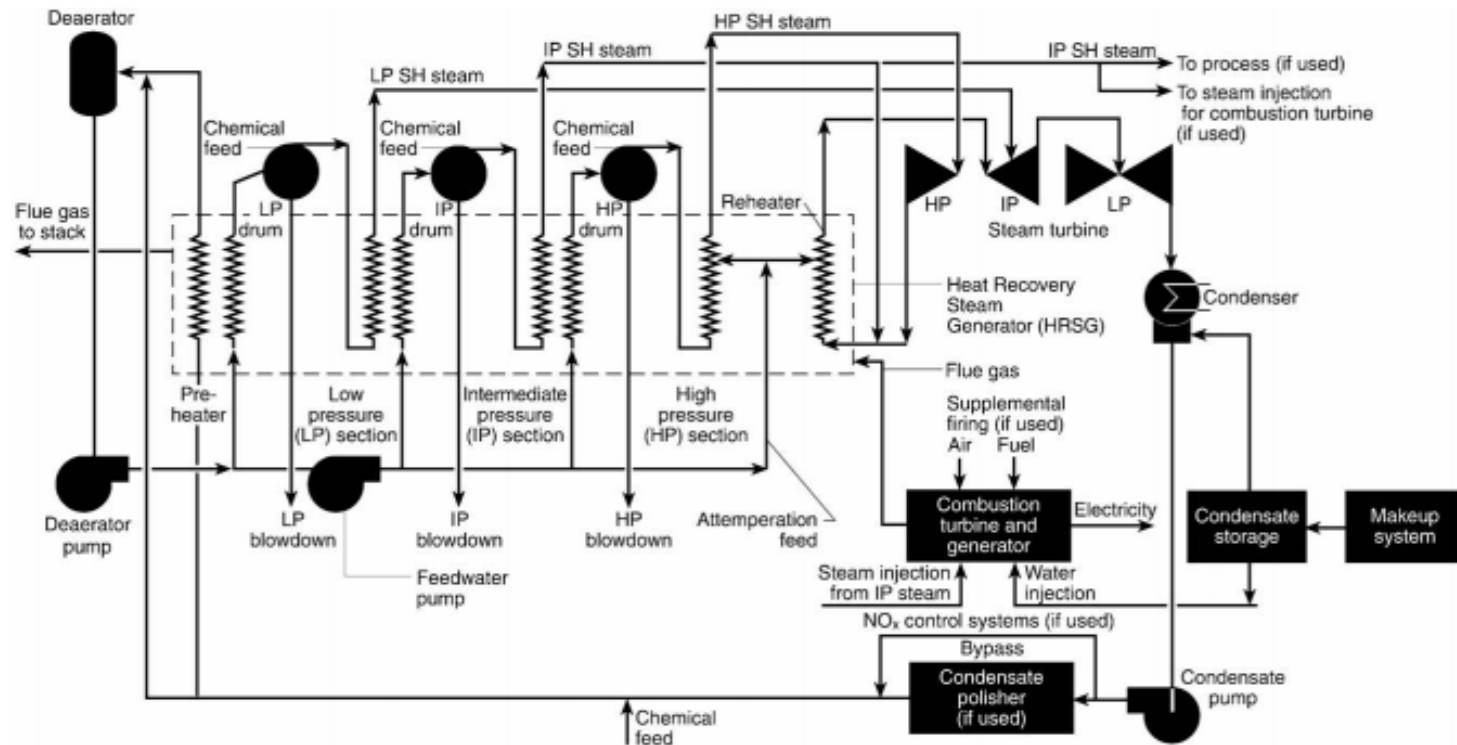 Deaerator
HP SH steam
IP SH steam
IP SH steam
To process (if used)
LP SH steam
To steam injection
for combustion turbine
(if used)
Chemical
feed
Chemical
feed
Chemical
feed
LP
drum
IP
drum
HP
drum
Reheater
HP
IP
LP
Steam turbine
Flue gas
to stack
Condenser
Heat Recovery
Steam
Generator (HRSG)
Flue gas
Pre-
heater
Low
pressure
(LP) section
Intermediate
pressure
(IP) section
High
pressure
(HP) section
Supplemental
firing (if used)
Air
Fuel
Deaerator
pump
LP
blowdown
IP
blowdown
HP
blowdown
Attemperation
feed
Feedwater
pump
Combustion
turbine and
generator
Electricity
Condensate
storage
Makeup
system
Steam injection
from IP steam
Water
injection
NOx control systems (if used)
Bypass
Condensate
polisher
(if used)
Condensate
pump
Chemical
feed